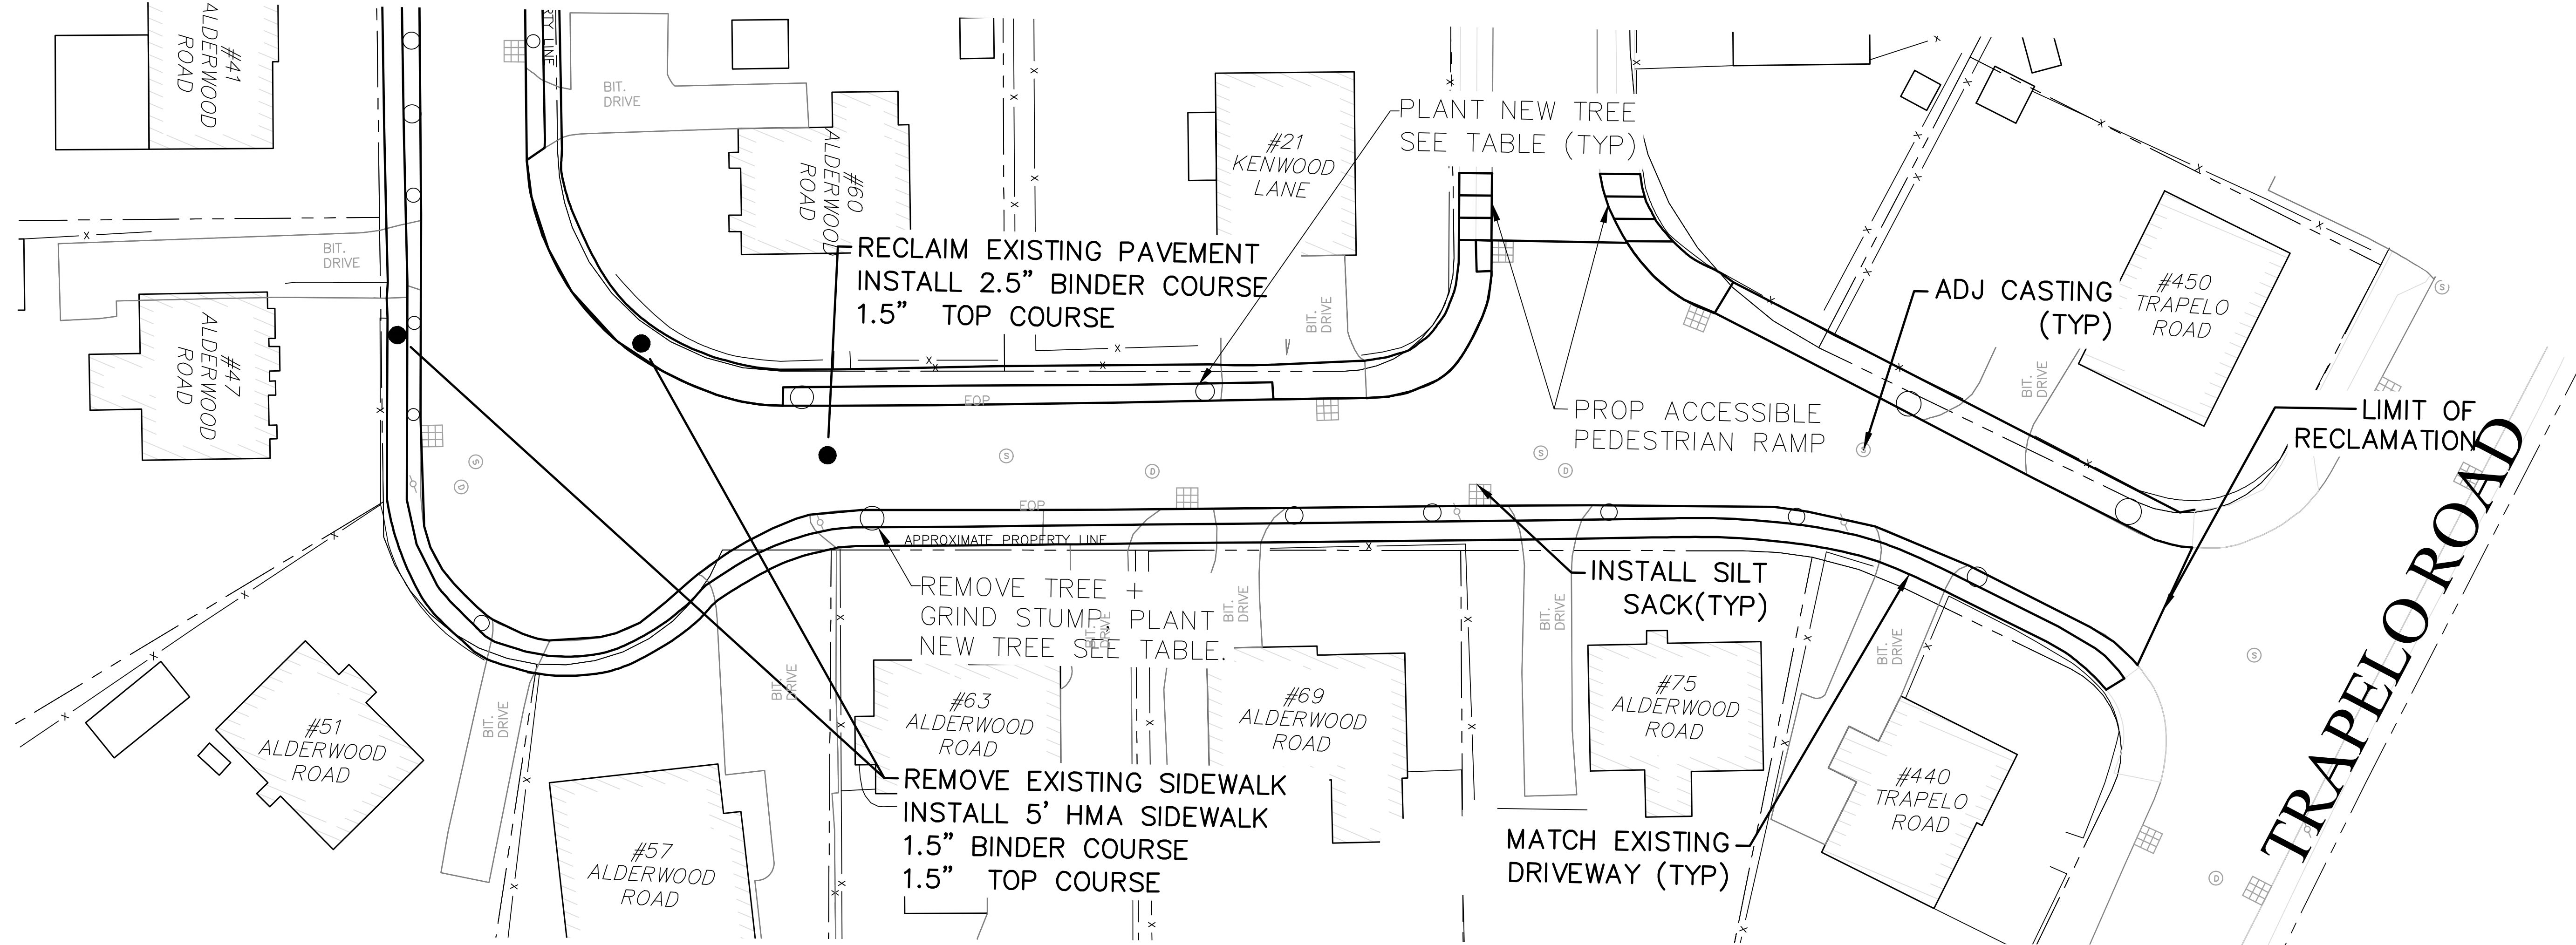 #41
ALDERWOOD
ROAD
RTY LINE
BIT.
DRIVE
#60
ALDERWOOD
ROAD
#21
KENWOOD
LANE
PLANT NEW TREE
SEE TABLE (TYP)
BIT.
DRIVE
RECLAIM EXISTING PAVEMENT
INSTALL 2.5" BINDER COURSE
1.5" TOP COURSE
BIT.
DRIVE
ADJ CASTING
(TYP)
#450
TRAPELO
ROAD
#47
ALDERWOOD
ROAD
EOP
PROP ACCESSIBLE
PEDESTRIAN RAMP
BIT.
DRIVE
LIMIT OF
RECLAMATION
S
D
S
D
S
D
S
S
EOP
APPROXIMATE PROPERTY LINE
REMOVE TREE +
GRIND STUMP, PLANT
NEW TREE SEE TABLE.
BIT.
DRIVE
BIT.
DRIVE
BIT.
DRIVE
INSTALL SILT
SACK(TYP)
BIT.
DRIVE
TRAPELO ROAD
S
BIT.
DRIVE
BIT.
DRIVE
#51
ALDERWOOD
ROAD
#63
ALDERWOOD
ROAD
#69
ALDERWOOD
ROAD
#75
ALDERWOOD
ROAD
#440
TRAPELO
ROAD
REMOVE EXISTING SIDEWALK
INSTALL 5' HMA SIDEWALK
1.5" BINDER COURSE
1.5" TOP COURSE
MATCH EXISTING
DRIVEWAY (TYP)
#57
ALDERWOOD
ROAD
D